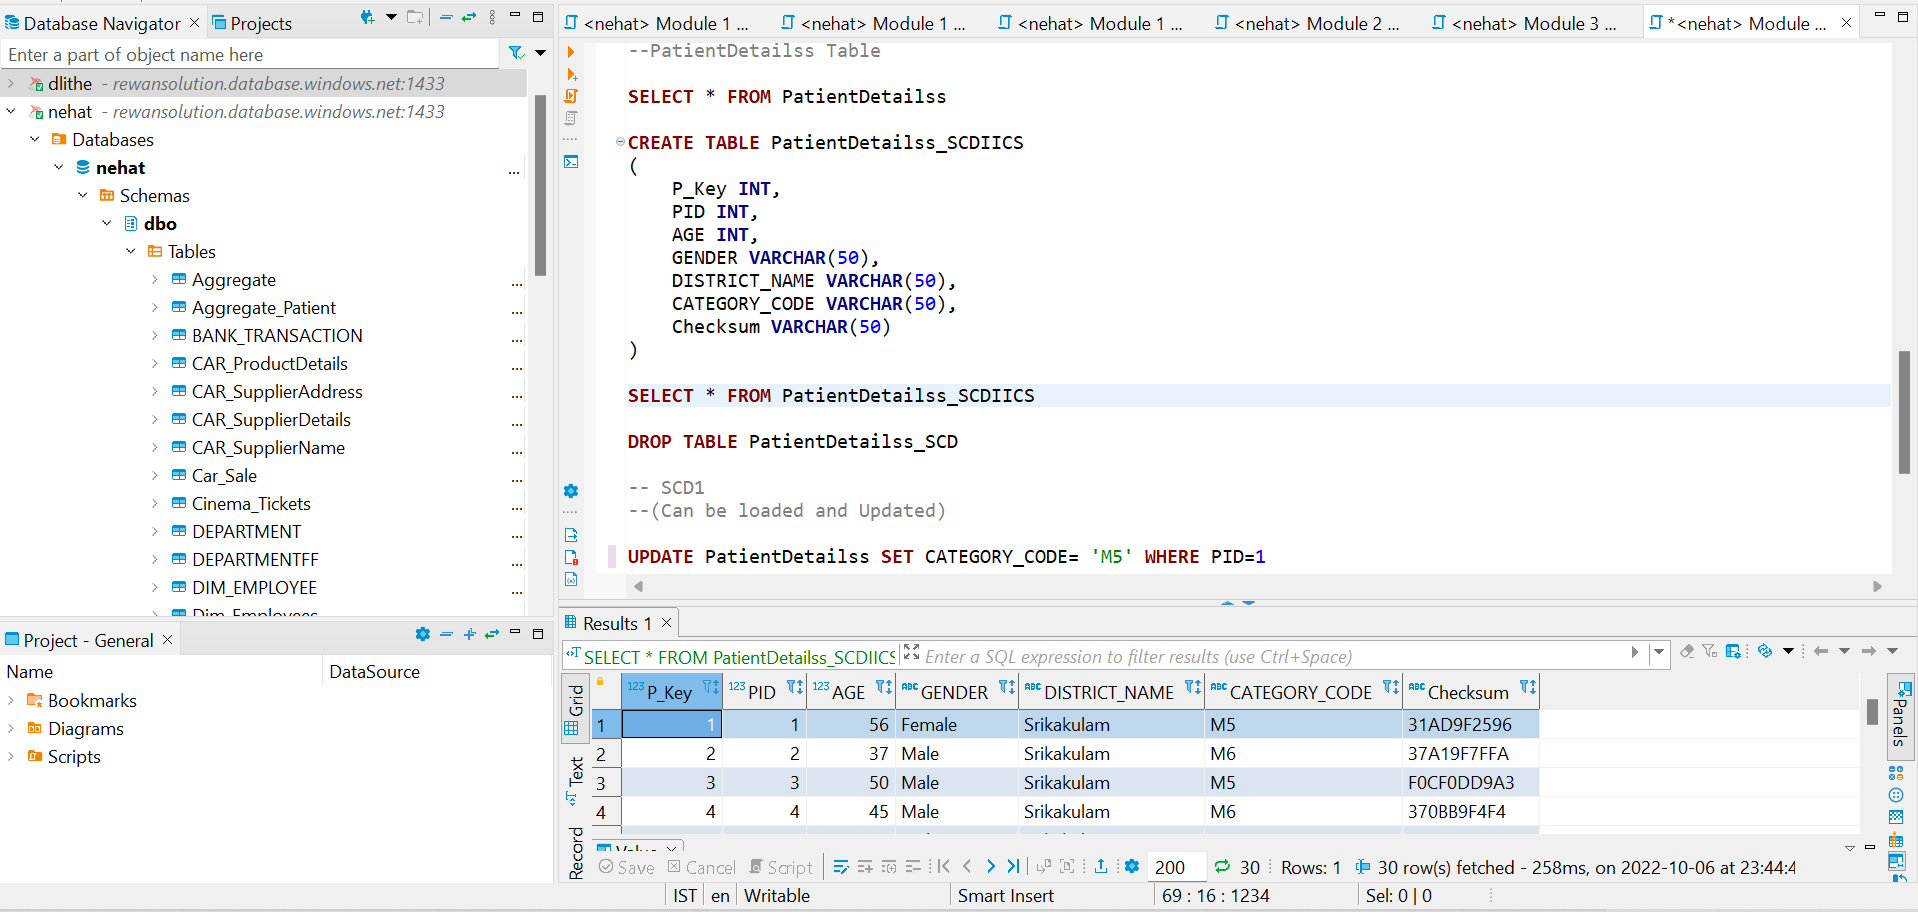 Database Navigator
Projects
Enter a part of object name here
dlithe - rewansolution.database.windows.net:1433
nehat - rewansolution.database.windows.net:1433
Databases
nehat ...
Schemas
dbo
Tables
Aggregate ...
Aggregate_Patient ...
BANK_TRANSACTION ...
CAR_ProductDetails ...
CAR_SupplierAddress ...
CAR_SupplierDetails ...
CAR_SupplierName ...
Car_Sale ...
Cinema_Tickets ...
DEPARTMENT ...
DEPARTMENTFF ...
DIM_EMPLOYEE ...
Dim_Employees
Project - General
Name DataSource
Bookmarks
Diagrams
Scripts
<nehat> Module 1 ... <nehat> Module 1 ... <nehat> Module 1 ... <nehat> Module 2 ... <nehat> Module 3 ... *<nehat> Module ...
--PatientDetailss Table
SELECT * FROM PatientDetailss
CREATE TABLE PatientDetailss_SCDIICS
(
P_Key INT,
PID INT,
AGE INT,
GENDER VARCHAR(50),
DISTRICT_NAME VARCHAR(50),
CATEGORY_CODE VARCHAR(50),
Checksum VARCHAR(50)
)
SELECT * FROM PatientDetailss_SCDIICS
DROP TABLE PatientDetailss_SCD
-- SCD1
--(Can be loaded and Updated)
UPDATE PatientDetailss SET CATEGORY_CODE= 'M5' WHERE PID=1
Results 1
SELECT * FROM PatientDetailss_SCDIICS Enter a SQL expression to filter results (use Ctrl+Space)
Grid
Text
Record
Panels
123 P_Key 123 PID 123 AGE ABC GENDER ABC DISTRICT_NAME ABC CATEGORY_CODE ABC Checksum
1 1 1 56 Female Srikakulam M5 31AD9F2596
2 2 2 37 Male Srikakulam M6 37A19F7FFA
3 3 3 50 Male Srikakulam M5 F0CF0DD9A3
4 4 4 45 Male Srikakulam M6 370BB9F4F4
Value
Save Cancel Script 200 30 Rows: 1 30 row(s) fetched - 258ms, on 2022-10-06 at 23:44:4
IST en Writable Smart Insert 69 : 16 : 1234 Sel: 0 | 0